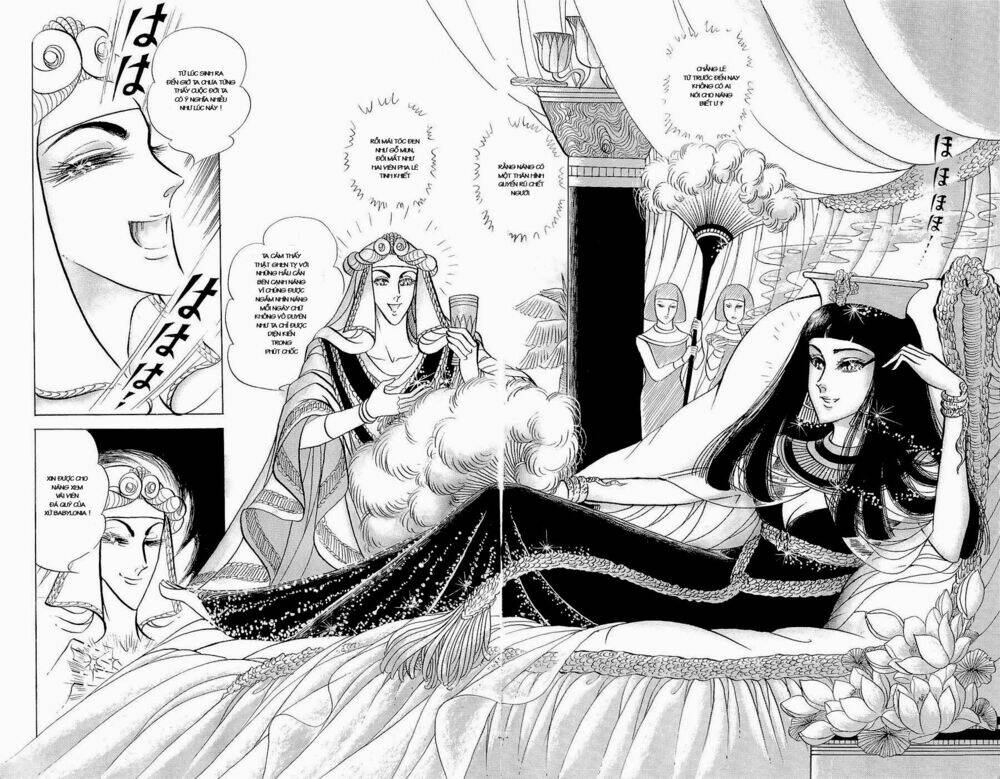 CHẲNG LẼ
TỪ TRƯỚC ĐẾN NAY
KHÔNG CÓ AI
NÓI CHO NÀNG
BIẾT Ư ?
ほほほほ!
RẰNG NÀNG CÓ
MỘT THÂN HÌNH
QUYẾN RŨ CHẾT
NGƯỜI
RỒI MÁI TÓC ĐEN
NHƯ GỖ MUN,
ĐÔI MẮT NHƯ
HAI VIÊN PHA LÊ
TINH KHIẾT
TA CẢM THẤY
THẬT GHEN TỴ VỚI
NHỮNG HẦU CẬN
BÊN CẠNH NÀNG
VÌ CHÚNG ĐƯỢC
NGẮM NHÌN NÀNG
MỖI NGÀY CHỨ
KHÔNG VÔ DUYÊN
NHƯ TA CHỈ ĐƯỢC
DIỆN KIẾN
TRONG
PHÚT CHỐC
TỪ LÚC SINH RA
ĐẾN GIỜ TA CHƯA TỪNG
THẤY CUỘC ĐỜI TA
CÓ Ý NGHĨA NHIỀU
NHƯ LÚC NÀY !
はは
ははは!
XIN ĐƯỢC CHO
NÀNG XEM
VÀI VIÊN
ĐÁ QUÝ CỦA
XỨ BABYLONIA !